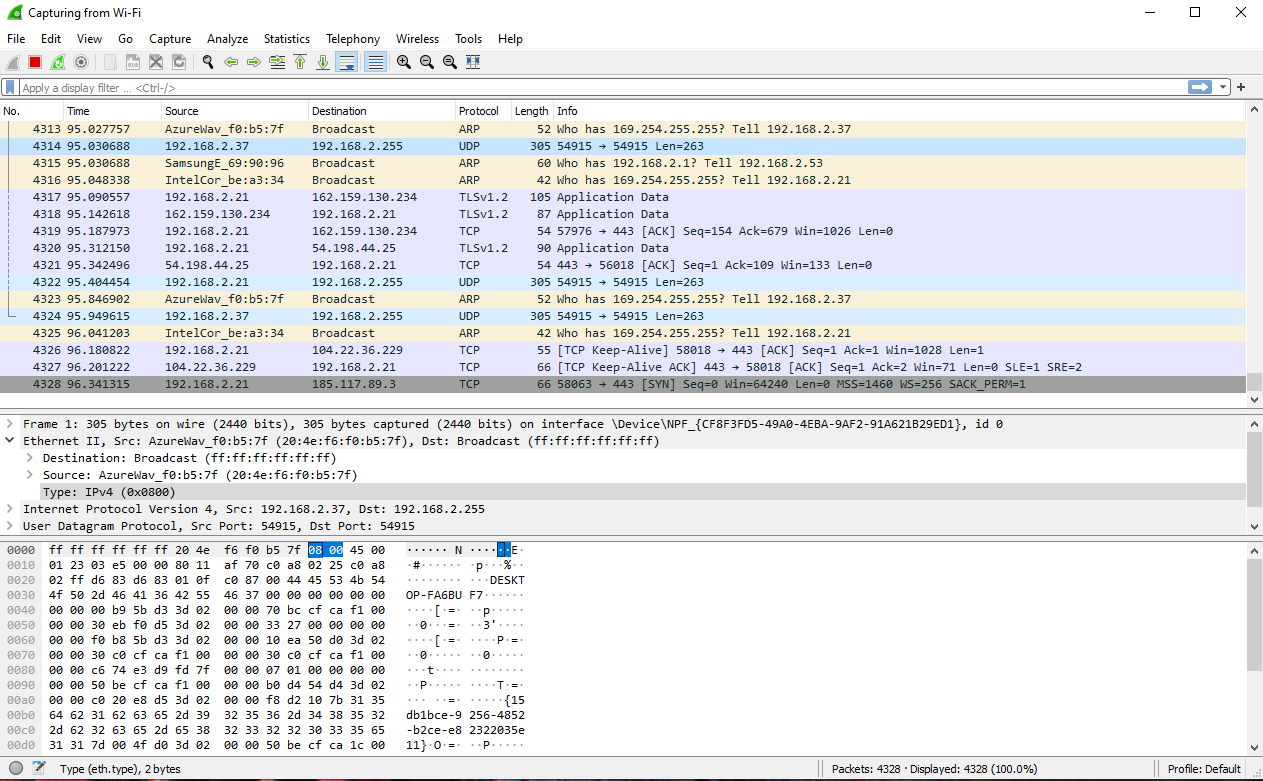 Capturing from Wi-Fi
File Edit View Go Capture Analyze Statistics Telephony Wireless Tools Help
Apply a display filter ... <Ctrl-/>
No. Time Source Destination Protocol Length Info
4313 95.027757 AzureWav_f0:b5:7f Broadcast ARP 52 Who has 169.254.255.255? Tell 192.168.2.37
4314 95.030688 192.168.2.37 192.168.2.255 UDP 305 54915 → 54915 Len=263
4315 95.030688 SamsungE_69:90:96 Broadcast ARP 60 Who has 192.168.2.1? Tell 192.168.2.53
4316 95.048338 IntelCor_be:a3:34 Broadcast ARP 42 Who has 169.254.255.255? Tell 192.168.2.21
4317 95.090557 192.168.2.21 162.159.130.234 TLSv1.2 105 Application Data
4318 95.142618 162.159.130.234 192.168.2.21 TLSv1.2 87 Application Data
4319 95.187973 192.168.2.21 162.159.130.234 TCP 54 57976 → 443 [ACK] Seq=154 Ack=679 Win=1026 Len=0
4320 95.312150 192.168.2.21 54.198.44.25 TLSv1.2 90 Application Data
4321 95.342496 54.198.44.25 192.168.2.21 TCP 54 443 → 56018 [ACK] Seq=1 Ack=109 Win=133 Len=0
4322 95.404454 192.168.2.21 192.168.2.255 UDP 305 54915 → 54915 Len=263
4323 95.846902 AzureWav_f0:b5:7f Broadcast ARP 52 Who has 169.254.255.255? Tell 192.168.2.37
4324 95.949615 192.168.2.37 192.168.2.255 UDP 305 54915 → 54915 Len=263
4325 96.041203 IntelCor_be:a3:34 Broadcast ARP 42 Who has 169.254.255.255? Tell 192.168.2.21
4326 96.180822 192.168.2.21 104.22.36.229 TCP 55 [TCP Keep-Alive] 58018 → 443 [ACK] Seq=1 Ack=1 Win=1028 Len=1
4327 96.201222 104.22.36.229 192.168.2.21 TCP 66 [TCP Keep-Alive ACK] 443 → 58018 [ACK] Seq=1 Ack=2 Win=71 Len=0 SLE=1 SRE=2
4328 96.341315 192.168.2.21 185.117.89.3 TCP 66 58063 → 443 [SYN] Seq=0 Win=64240 Len=0 MSS=1460 WS=256 SACK_PERM=1
Frame 1: 305 bytes on wire (2440 bits), 305 bytes captured (2440 bits) on interface \Device\NPF_{CF8F3FD5-49A0-4EBA-9AF2-91A621B29ED1}, id 0
Ethernet II, Src: AzureWav_f0:b5:7f (20:4e:f6:f0:b5:7f), Dst: Broadcast (ff:ff:ff:ff:ff:ff)
Destination: Broadcast (ff:ff:ff:ff:ff:ff)
Source: AzureWav_f0:b5:7f (20:4e:f6:f0:b5:7f)
Type: IPv4 (0x0800)
Internet Protocol Version 4, Src: 192.168.2.37, Dst: 192.168.2.255
User Datagram Protocol, Src Port: 54915, Dst Port: 54915
0000 ff ff ff ff ff ff 20 4e f6 f0 b5 7f 08 00 45 00 ······ N ······E·
0010 01 23 03 e5 00 00 80 11 af 70 c0 a8 02 25 c0 a8 ·#······ ·p···%··
0020 02 ff d6 83 d6 83 01 0f c0 87 00 44 45 53 4b 54 ········ ···DESKT
0030 4f 50 2d 46 41 36 42 55 46 37 00 00 00 00 00 00 OP-FA6BU F7······
0040 00 00 00 b9 5b d3 3d 02 00 00 70 bc cf ca f1 00 ····[·=· ··p·····
0050 00 00 30 eb f0 d5 3d 02 00 00 33 27 00 00 00 00 ··0···=· ··3'····
0060 00 00 f0 b8 5b d3 3d 02 00 00 10 ea 50 d0 3d 02 ····[·=· ····P·=·
0070 00 00 30 c0 cf ca f1 00 00 00 30 c0 cf ca f1 00 ··0····· ··0·····
0080 00 00 c6 74 e3 d9 fd 7f 00 00 07 01 00 00 00 00 ···t···· ········
0090 00 00 50 be cf ca f1 00 00 00 b0 d4 54 d4 3d 02 ··P····· ····T·=·
00a0 00 00 c0 20 e8 d5 3d 02 00 00 f8 d2 10 7b 31 35 ··· ··=· ·····{15
00b0 64 62 31 62 63 65 2d 39 32 35 36 2d 34 38 35 32 db1bce-9 256-4852
00c0 2d 62 32 63 65 2d 65 38 32 33 32 32 30 33 35 65 -b2ce-e8 2322035e
00d0 31 31 7d 00 4f d0 3d 02 00 00 50 be cf ca 1c 00 11}·O·=· ··P·····
Type (eth.type), 2 bytes Packets: 4328 · Displayed: 4328 (100.0%) Profile: Default